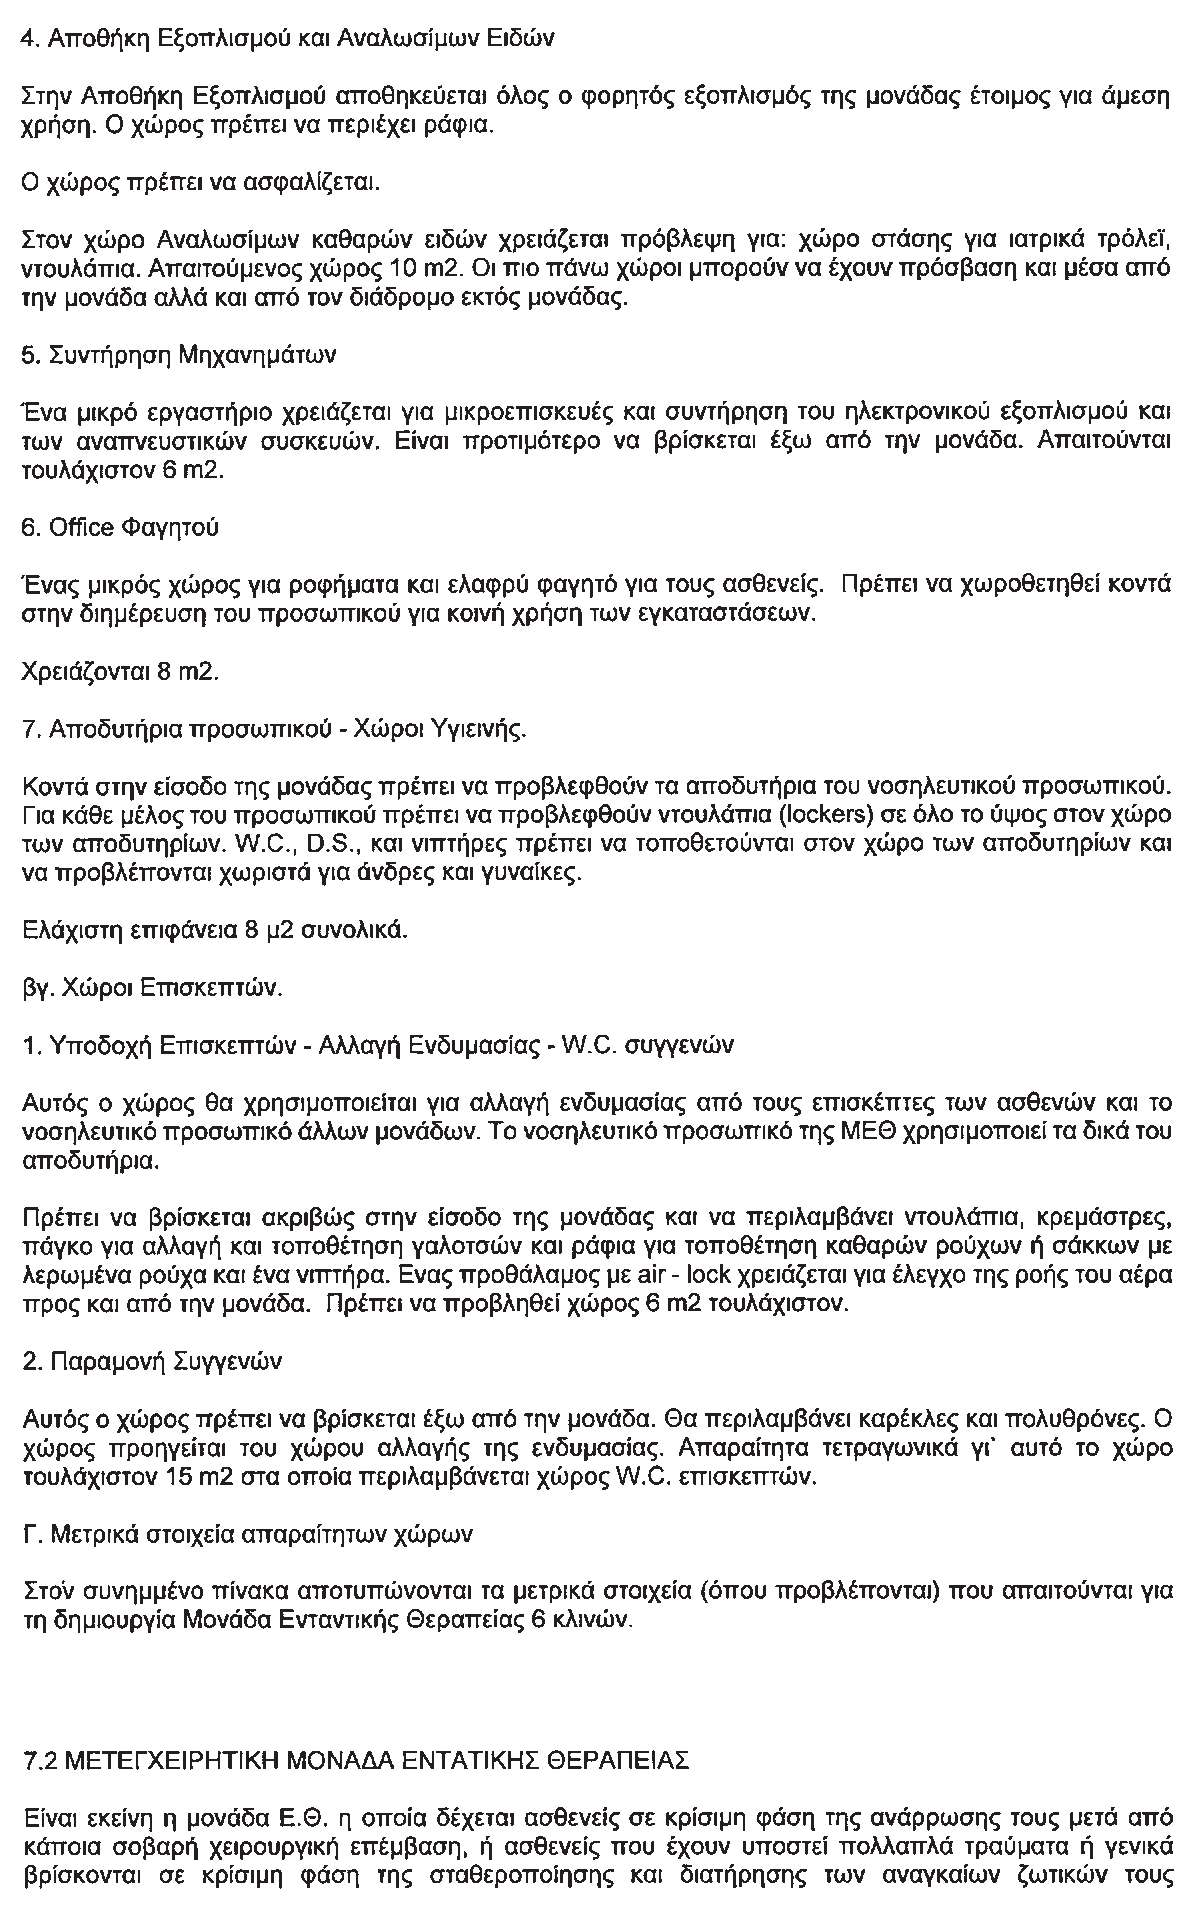 4. Αποθήκη Εξοπλισμού και Αναλωσίμων Ειδών
Στην Αποθήκη Εξοπλισμού αποθηκεύεται όλος ο φορητός εξοπλισμός της μονάδας έτοιμος για άμεση
χρήση. Ο χώρος πρέπει να περιέχει ράφια.
Ο χώρος πρέπει να ασφαλίζεται.
Στον χώρο Αναλωσίμων καθαρών ειδών χρειάζεται πρόβλεψη για: χώρο στάσης για ιατρικά τρόλεϊ,
ντουλάπια. Απαιτούμενος χώρος 10 m2. Οι πιο πάνω χώροι μπορούν να έχουν πρόσβαση και μέσα από
την μονάδα αλλά και από τον διάδρομο εκτός μονάδας.
5. Συντήρηση Μηχανημάτων
Ένα μικρό εργαστήριο χρειάζεται για μικροεπισκευές και συντήρηση του ηλεκτρονικού εξοπλισμού και
των αναπνευστικών συσκευών. Είναι προτιμότερο να βρίσκεται έξω από την μονάδα. Απαιτούνται
τουλάχιστον 6 m2.
6. Office Φαγητού
Ένας μικρός χώρος για ροφήματα και ελαφρύ φαγητό για τους ασθενείς. Πρέπει να χωροθετηθεί κοντά
στην διημέρευση του προσωπικού για κοινή χρήση των εγκαταστάσεων.
Χρειάζονται 8 m2.
7. Αποδυτήρια προσωπικού - Χώροι Υγιεινής.
Κοντά στην είσοδο της μονάδας πρέπει να προβλεφθούν τα αποδυτήρια του νοσηλευτικού προσωπικού.
Για κάθε μέλος του προσωπικού πρέπει να προβλεφθούν ντουλάπια (lockers) σε όλο το ύψος στον χώρο
των αποδυτηρίων. W.C., D.S., και νιπτήρες πρέπει να τοποθετούνται στον χώρο των αποδυτηρίων και
να προβλέπονται χωριστά για άνδρες και γυναίκες.
Ελάχιστη επιφάνεια 8 μ2 συνολικά.
βγ. Χώροι Επισκεπτών.
1. Υποδοχή Επισκεπτών - Αλλαγή Ενδυμασίας - W.C. συγγενών
Αυτός ο χώρος θα χρησιμοποιείται για αλλαγή ενδυμασίας από τους επισκέπτες των ασθενών και το
νοσηλευτικό προσωπικό άλλων μονάδων. Το νοσηλευτικό προσωπικό της ΜΕΘ χρησιμοποιεί τα δικά του
αποδυτήρια.
Πρέπει να βρίσκεται ακριβώς στην είσοδο της μονάδας και να περιλαμβάνει ντουλάπια, κρεμάστρες,
πάγκο για αλλαγή και τοποθέτηση γαλοτσών και ράφια για τοποθέτηση καθαρών ρούχων ή σάκκων με
λερωμένα ρούχα και ένα νιπτήρα. Ενας προθάλαμος με air - lock χρειάζεται για έλεγχο της ροής του αέρα
προς και από την μονάδα. Πρέπει να προβληθεί χώρος 6 m2 τουλάχιστον.
2. Παραμονή Συγγενών
Αυτός ο χώρος πρέπει να βρίσκεται έξω από την μονάδα. Θα περιλαμβάνει καρέκλες και πολυθρόνες. Ο
χώρος προηγείται του χώρου αλλαγής της ενδυμασίας. Απαραίτητα τετραγωνικά γι' αυτό το χώρο
τουλάχιστον 15 m2 στα οποία περιλαμβάνεται χώρος W.C. επισκεπτών.
Γ. Μετρικά στοιχεία απαραίτητων χώρων
Στον συνημμένο πίνακα αποτυπώνονται τα μετρικά στοιχεία (όπου προβλέπονται) που απαιτούνται για
τη δημιουργία Μονάδα Ενταντικής Θεραπείας 6 κλινών.
7.2 ΜΕΤΕΓΧΕΙΡΗΤΙΚΗ ΜΟΝΑΔΑ ΕΝΤΑΤΙΚΗΣ ΘΕΡΑΠΕΙΑΣ
Είναι εκείνη η μονάδα Ε.Θ. η οποία δέχεται ασθενείς σε κρίσιμη φάση της ανάρρωσης τους μετά από
κάποια σοβαρή χειρουργική επέμβαση, ή ασθενείς που έχουν υποστεί πολλαπλά τραύματα ή γενικά
βρίσκονται σε κρίσιμη φάση της σταθεροποίησης και διατήρησης των αναγκαίων ζωτικών τους